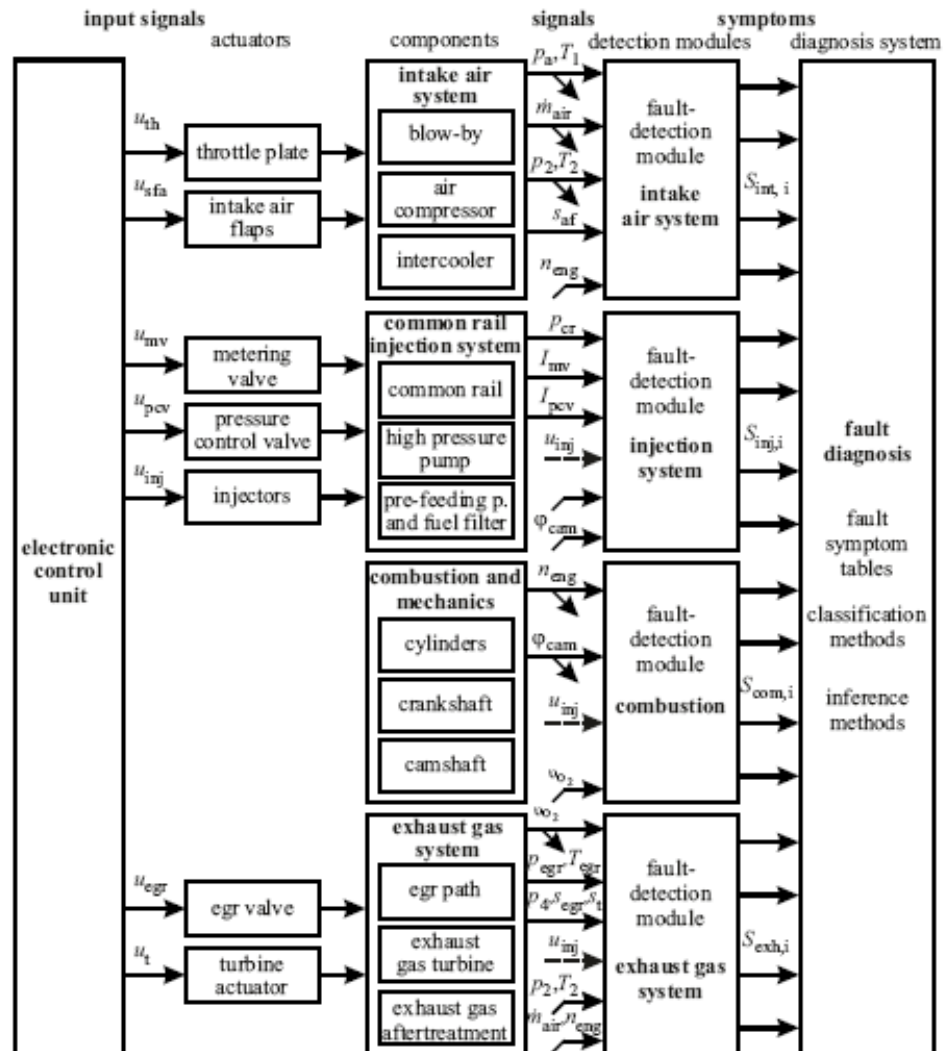 input signals
signals
symptoms
actuators
components
detection modules
diagnosis system
electronic
control
unit
u_th
u_sfa
throttle plate
intake air
flaps
intake air
system
blow-by
air
compressor
intercooler
p_a, T_1
ṁ_air
p_2, T_2
s_af
n_eng
fault-
detection
module
intake
air system
S_int, i
u_mv
u_pcv
u_inj
metering
valve
pressure
control valve
injectors
common rail
injection system
common rail
high pressure
pump
pre-feeding p.
and fuel filter
p_cr
I_mv
I_pcv
u_inj
φ_cam
fault-
detection
module
injection
system
S_inj,i
combustion and
mechanics
cylinders
crankshaft
camshaft
n_eng
φ_cam
u_inj
υ_O2
fault-
detection
module
combustion
S_com,i
u_egr
u_t
egr valve
turbine
actuator
exhaust gas
system
egr path
exhaust
gas turbine
exhaust gas
aftertreatment
υ_O2
p_egr, T_egr
p_4, s_egr, s_t
u_inj
p_2, T_2
ṁ_air, n_eng
fault-
detection
module
exhaust gas
system
S_exh,i
fault
diagnosis
fault
symptom
tables
classification
methods
inference
methods